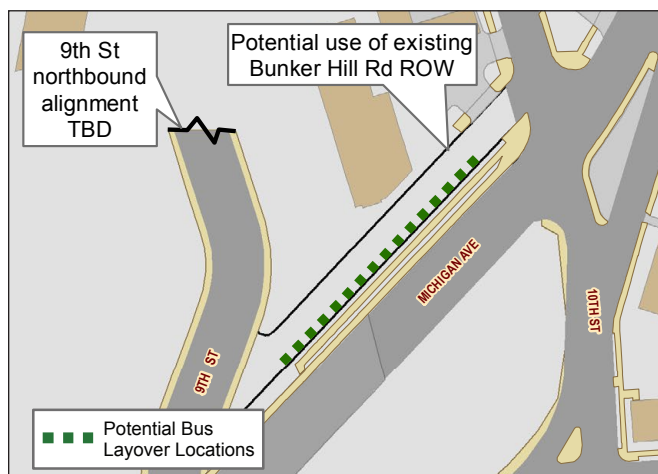 9th St
northbound
alignment
TBD
Potential use of existing
Bunker Hill Rd ROW
MICHIGAN AVE
10TH ST
9TH ST
Potential Bus
Layover Locations